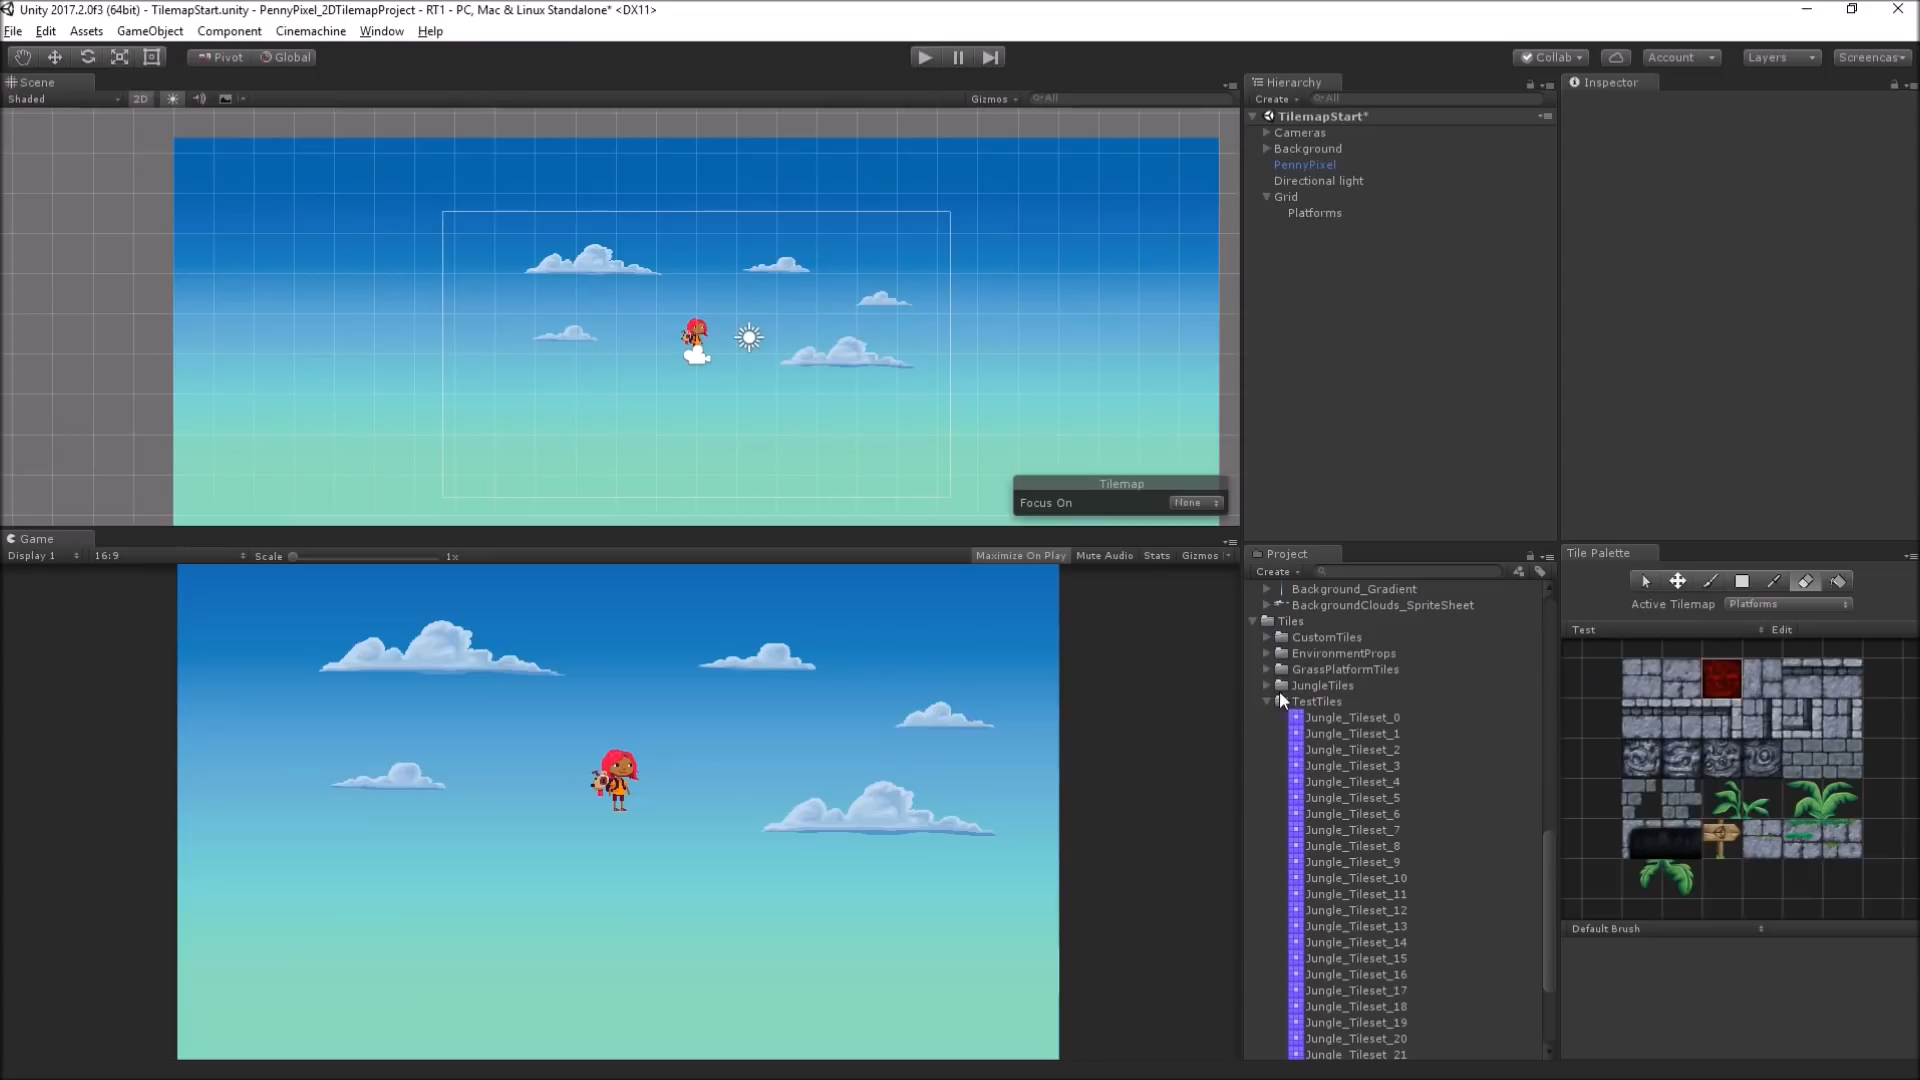 Unity 2017.2.0f3 (64bit) - TilemapStart.unity - PennyPixel_2DTilemapProject - RT1 - PC, Mac & Linux Standalone* <DX11>
File Edit Assets GameObject Component Cinemachine Window Help
Pivot Global Collab Account Layers Screencas
Scene
Shaded 2D Gizmos All
Tilemap
Focus On None
Game
Display 1 16:9 Scale 1x Maximize On Play Mute Audio Stats Gizmos
Hierarchy
Create All
TilemapStart*
Cameras
Background
PennyPixel
Directional light
Grid
Platforms
Project
Create
Background_Gradient
BackgroundClouds_SpriteSheet
Tiles
CustomTiles
EnvironmentProps
GrassPlatformTiles
JungleTiles
TestTiles
Jungle_Tileset_0
Jungle_Tileset_1
Jungle_Tileset_2
Jungle_Tileset_3
Jungle_Tileset_4
Jungle_Tileset_5
Jungle_Tileset_6
Jungle_Tileset_7
Jungle_Tileset_8
Jungle_Tileset_9
Jungle_Tileset_10
Jungle_Tileset_11
Jungle_Tileset_12
Jungle_Tileset_13
Jungle_Tileset_14
Jungle_Tileset_15
Jungle_Tileset_16
Jungle_Tileset_17
Jungle_Tileset_18
Jungle_Tileset_19
Jungle_Tileset_20
Jungle_Tileset_21
Inspector
Tile Palette
Active Tilemap Platforms
Test Edit
Default Brush